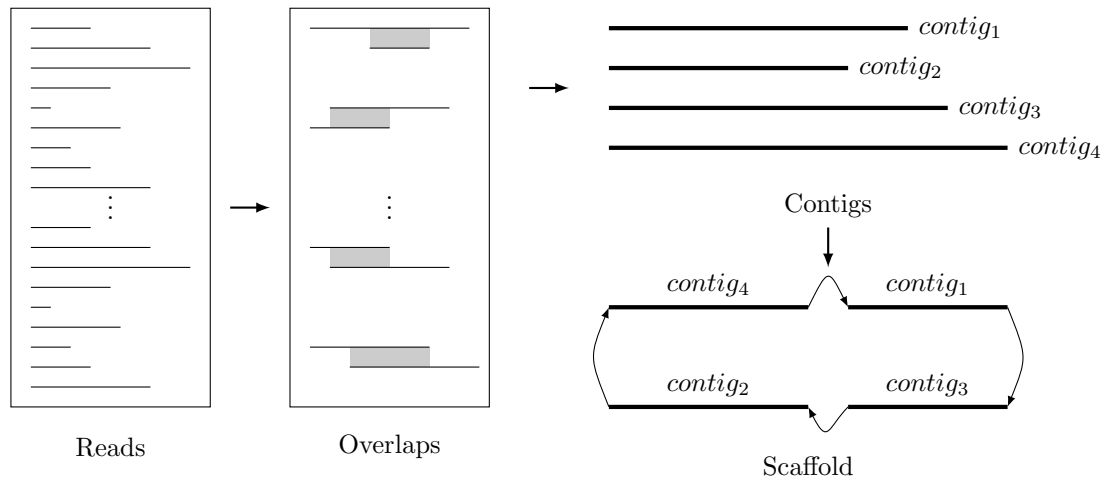 Reads
Overlaps
contig₁
contig₂
contig₃
contig₄
Contigs
contig₄
contig₁
contig₂
contig₃
Scaffold